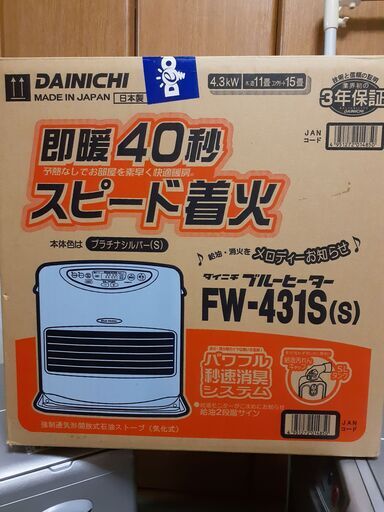 DAINICHI
MADE IN JAPAN 日本製
DEPO
4.3kW 木造11畳 コンクリート15畳
業界初の
3年保証
DAINICHI
JAN
コード
即暖40秒
予熱なしでお部屋を素早く快適暖房。
スピード着火
本体色は プラチナシルバー(S)
給油・消火を メロディーお知らせ
ダイニチ ブルーヒーター
FW-431S(S)
パワフル
秒速消臭
システム
給油2段階サイン
強制通気形開放式石油ストーブ(気化式)
JAN
コード